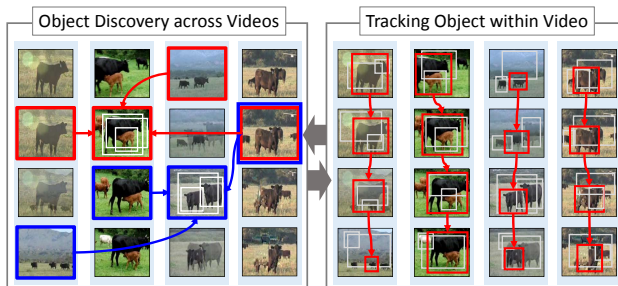 Object Discovery across Videos
Tracking Object within Video